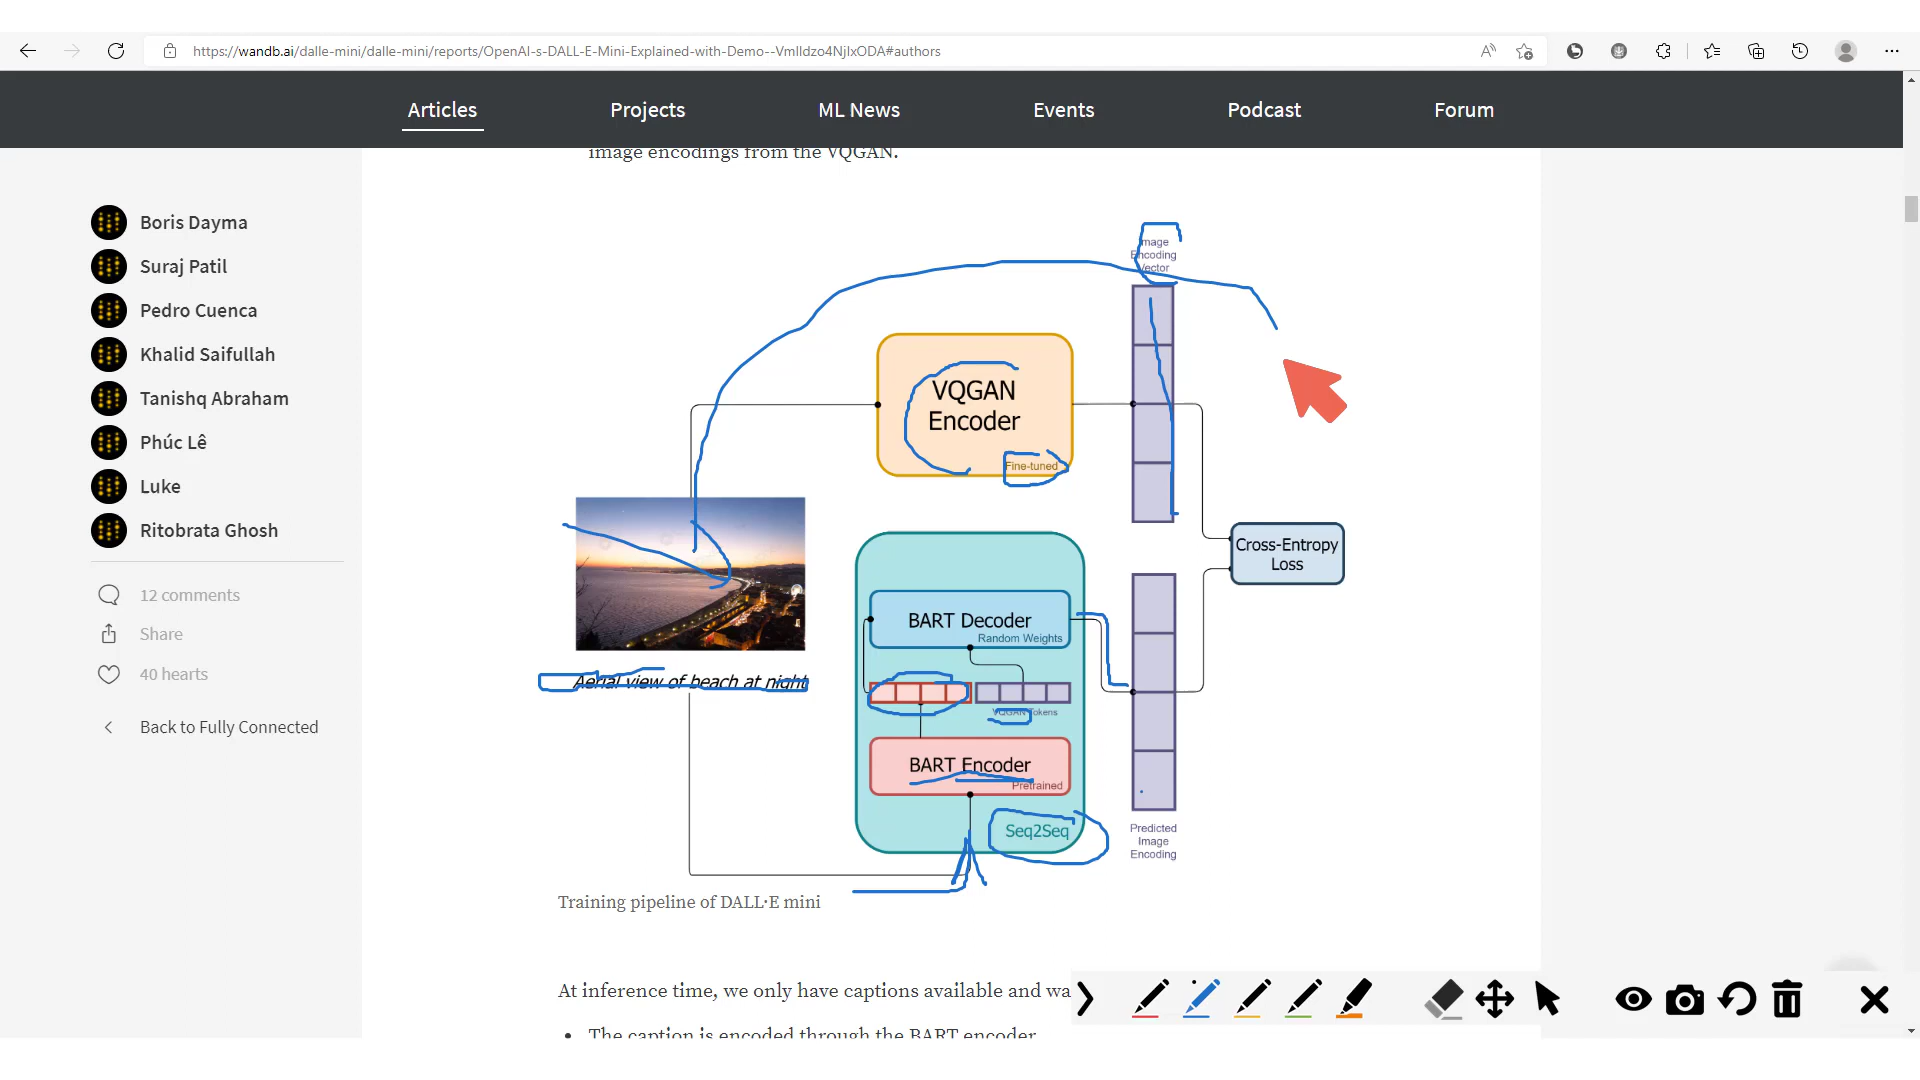 https://wandb.ai/dalle-mini/dalle-mini/reports/OpenAI-s-DALL-E-Mini-Explained-with-Demo--Vmlldzo4NjIxODA#authors
Articles
Projects
ML News
Events
Podcast
Forum
image encodings from the VQGAN.
Boris Dayma
Suraj Patil
Pedro Cuenca
Khalid Saifullah
Tanishq Abraham
Phúc Lê
Luke
Ritobrata Ghosh
12 comments
Share
40 hearts
Back to Fully Connected
Image
Encoding
Vector
VQGAN
Encoder
Fine-tuned
Cross-Entropy
Loss
BART Decoder
Random Weights
Aerial view of beach at night
VQGAN Tokens
BART Encoder
Pretrained
Seq2Seq
Predicted
Image
Encoding
Training pipeline of DALL·E mini
At inference time, we only have captions available and wa
The caption is encoded through the BART encoder